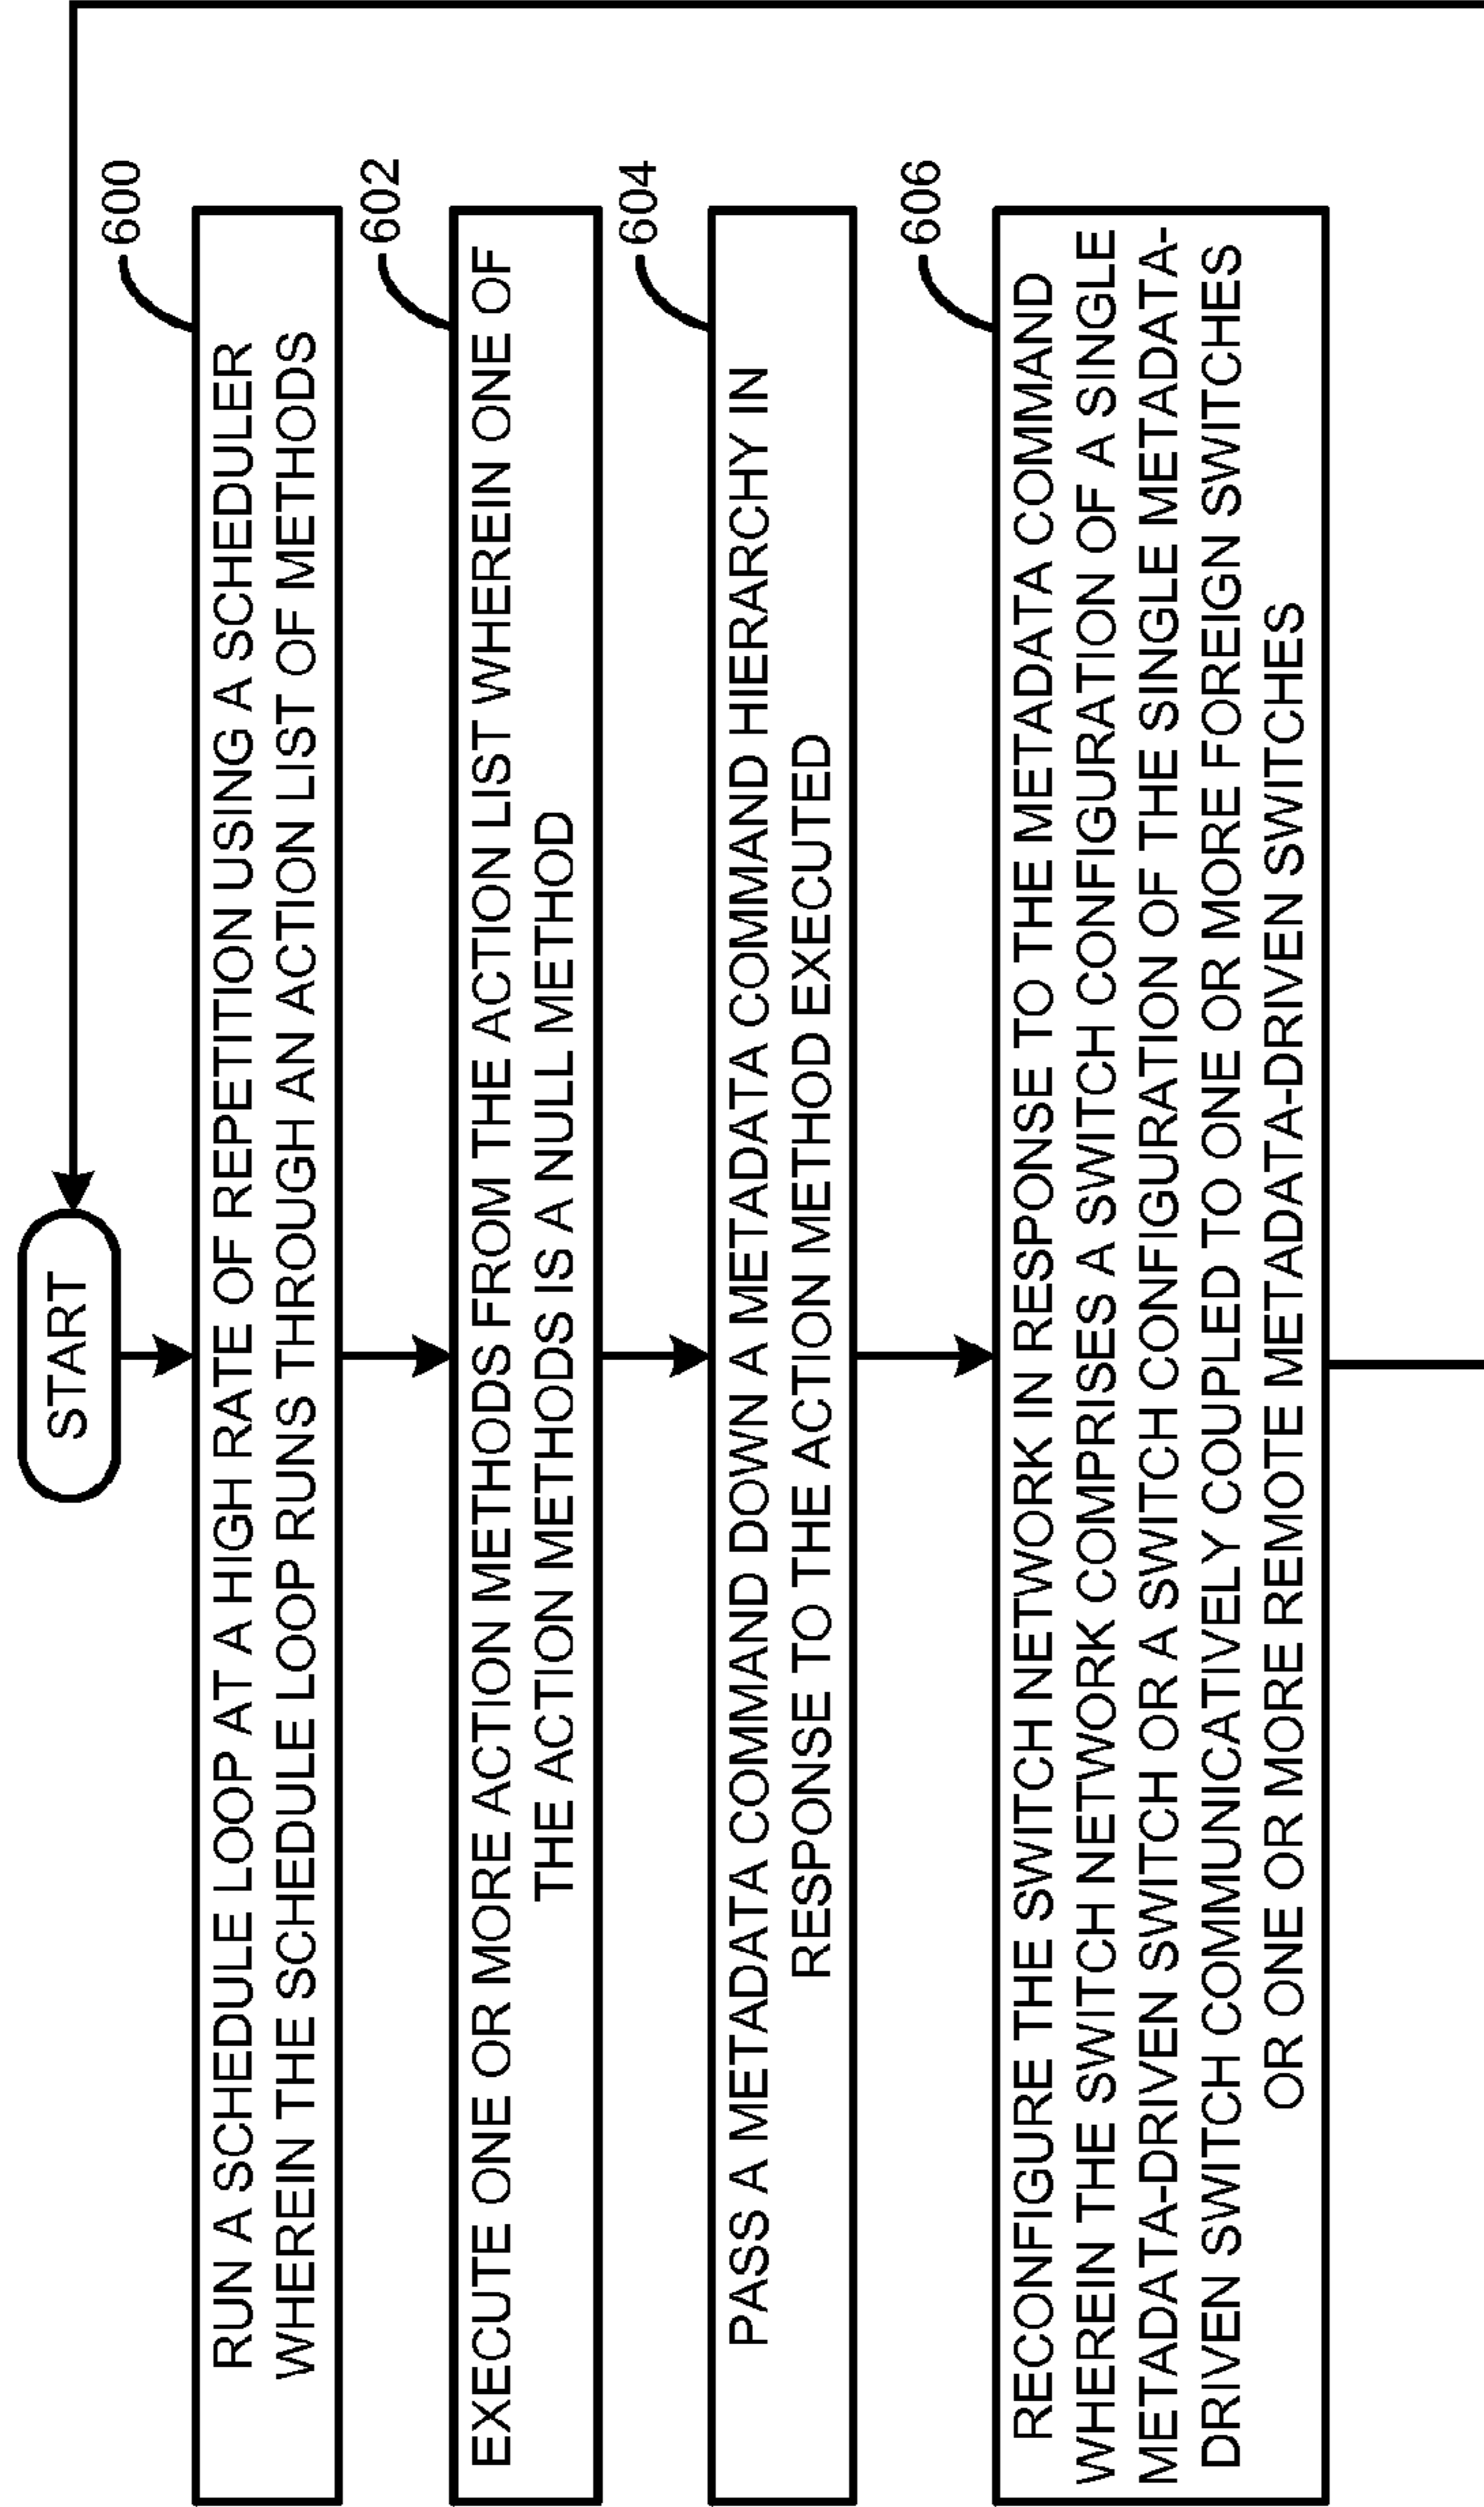 START
600
RUN A SCHEDULE LOOP AT A HIGH RATE OF REPETITION USING A SCHEDULER
WHEREIN THE SCHEDULE LOOP RUNS THROUGH AN ACTION LIST OF METHODS
602
EXECUTE ONE OR MORE ACTION METHODS FROM THE ACTION LIST WHEREIN ONE OF
THE ACTION METHODS IS A NULL METHOD
604
PASS A METADATA COMMAND DOWN A METADATA COMMAND HIERARCHY IN
RESPONSE TO THE ACTION METHOD EXECUTED
606
RECONFIGURE THE SWITCH NETWORK IN RESPONSE TO THE METADATA COMMAND
WHEREIN THE SWITCH NETWORK COMPRISES A SWITCH CONFIGURATION OF A SINGLE
METADATA-DRIVEN SWITCH OR A SWITCH CONFIGURATION OF THE SINGLE METADATA-
DRIVEN SWITCH COMMUNICATIVELY COUPLED TO ONE OR MORE FOREIGN SWITCHES
OR ONE OR MORE REMOTE METADATA-DRIVEN SWITCHES